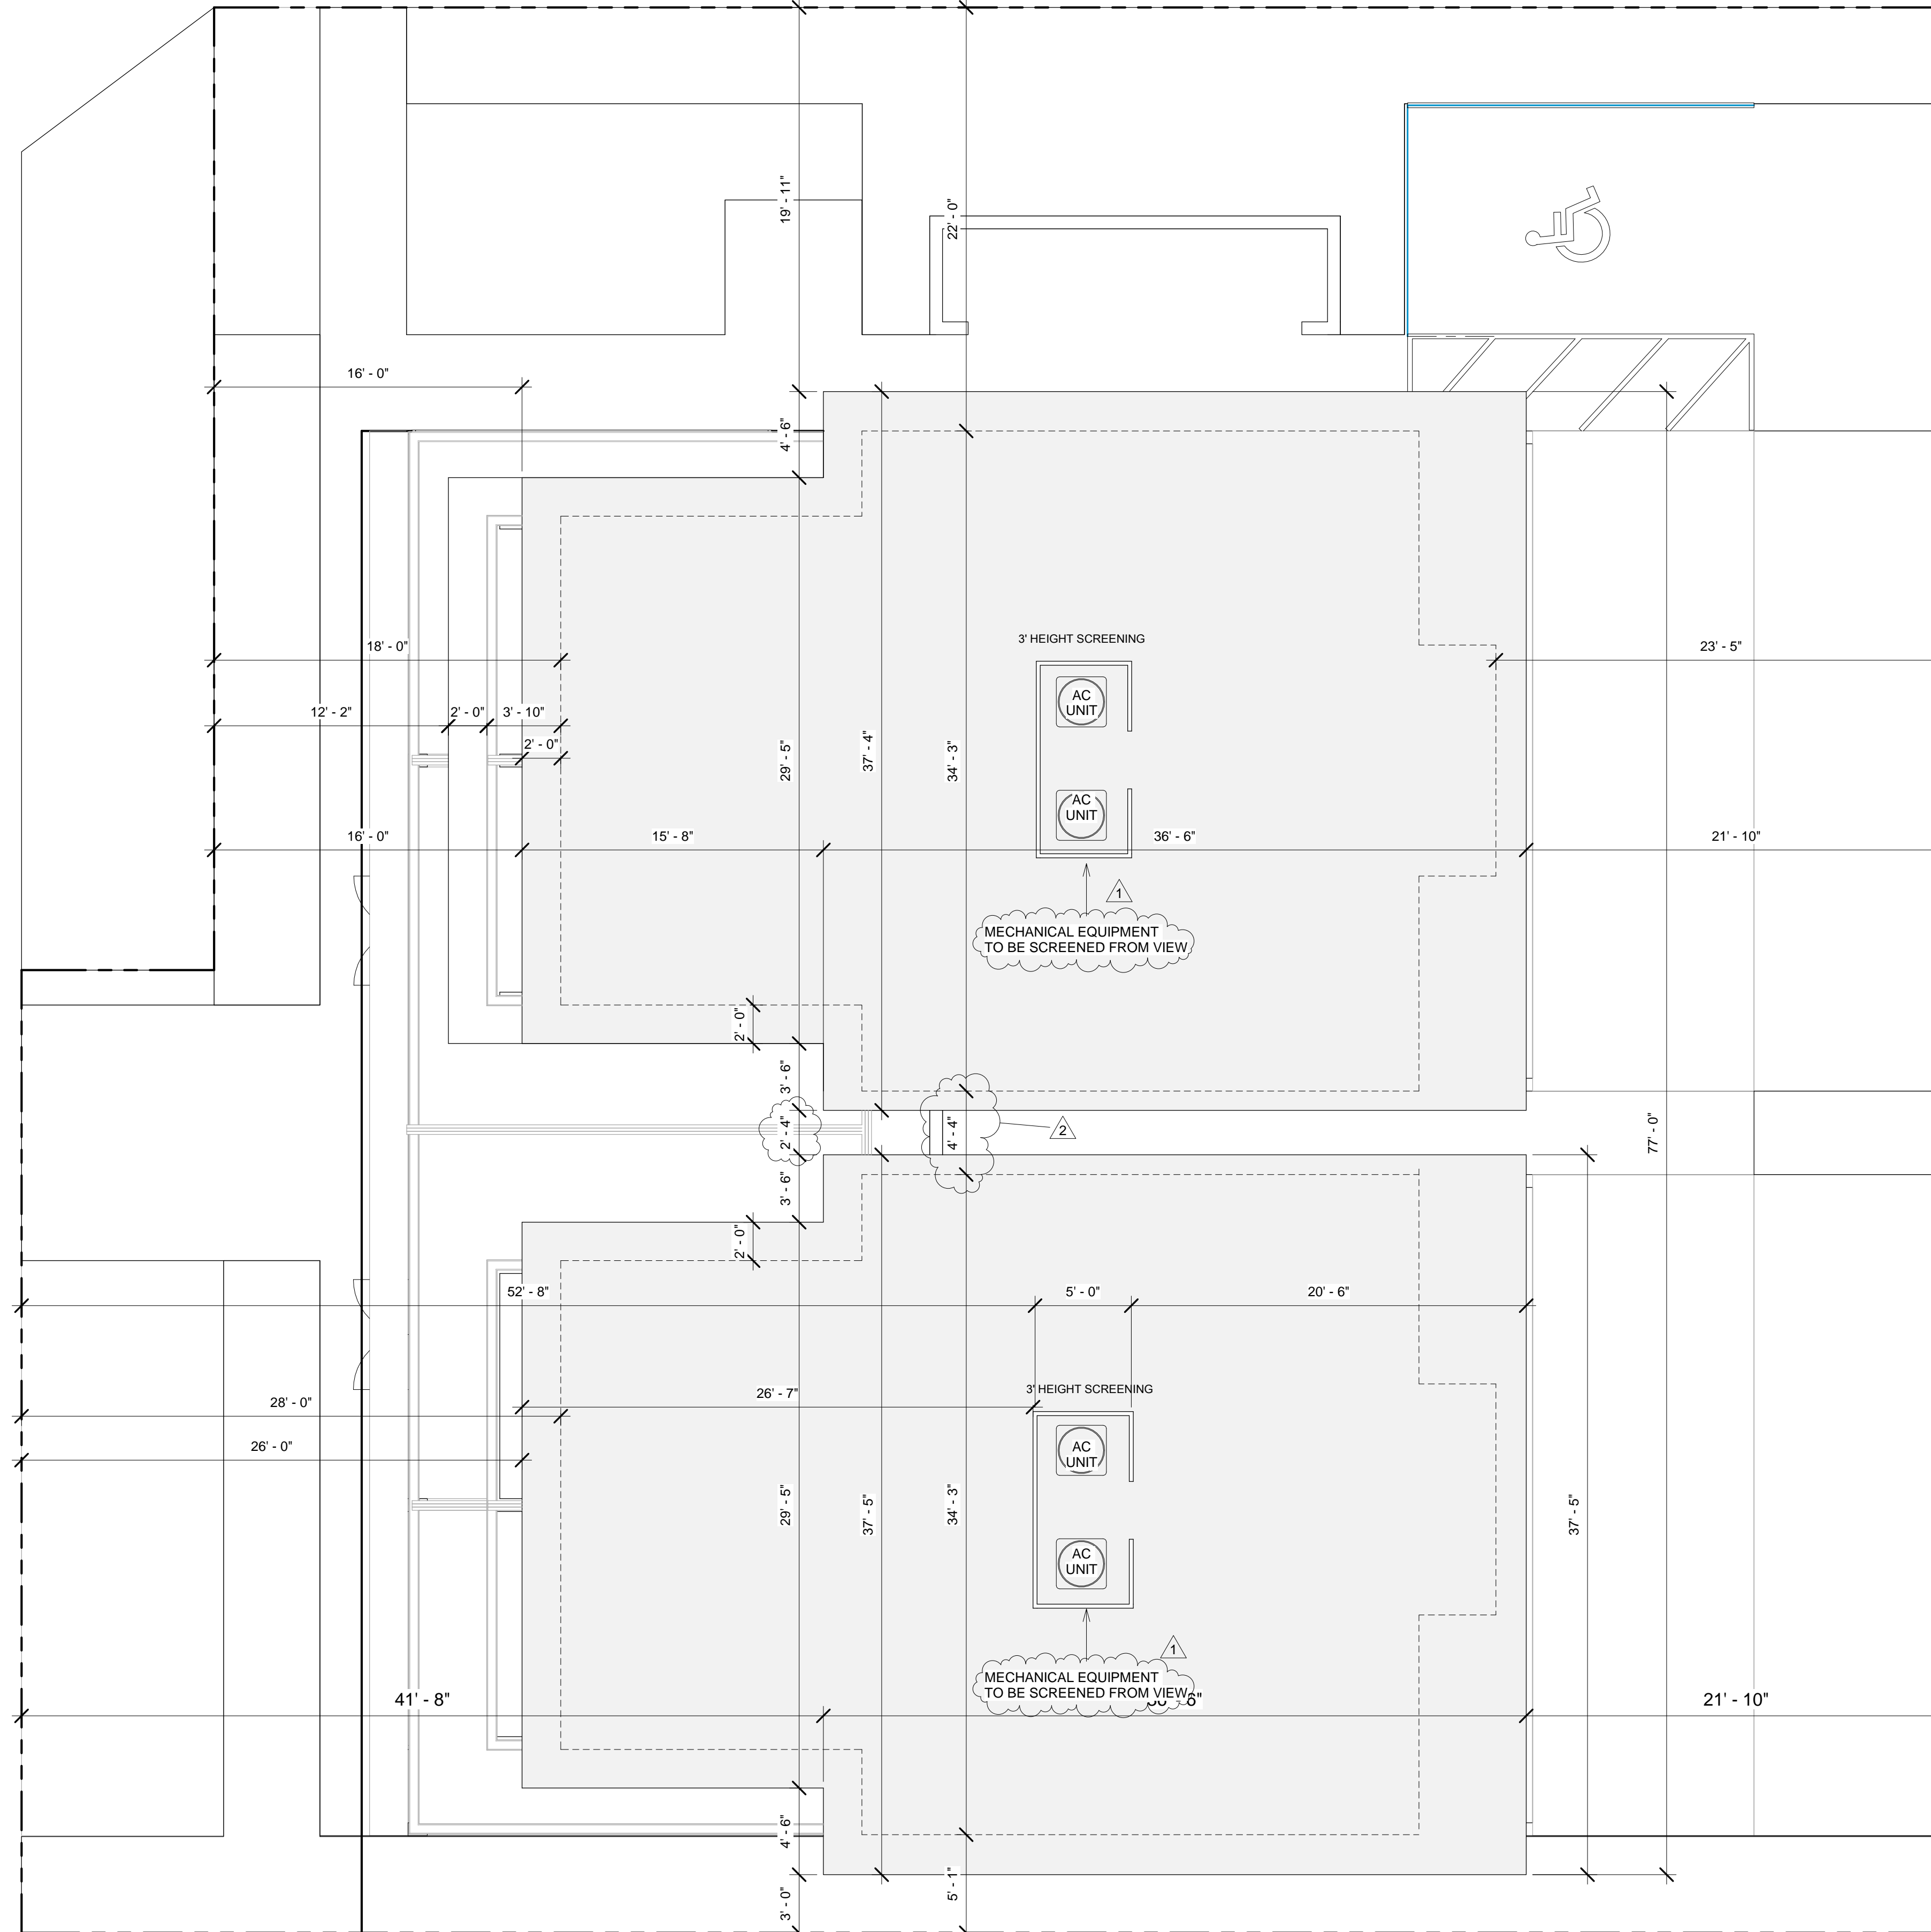 19' - 11"
22' - 0"
16' - 0"
4' - 6"
3' HEIGHT SCREENING
18' - 0"
23' - 5"
AC
UNIT
12' - 2"
2' - 0"
3' - 10"
2' - 0"
29' - 5"
37' - 4"
34' - 3"
AC
UNIT
16' - 0"
15' - 8"
36' - 6"
21' - 10"
1
MECHANICAL EQUIPMENT
TO BE SCREENED FROM VIEW
2' - 0"
3' - 6"
2' - 4"
4' - 4"
2
77' - 0"
3' - 6"
2' - 0"
52' - 8"
5' - 0"
20' - 6"
26' - 7"
3' HEIGHT SCREENING
28' - 0"
26' - 0"
AC
UNIT
29' - 5"
37' - 5"
34' - 3"
37' - 5"
AC
UNIT
1
MECHANICAL EQUIPMENT
TO BE SCREENED FROM VIEW
41' - 8"
6"
21' - 10"
4' - 6"
3' - 0"
5' - 1"